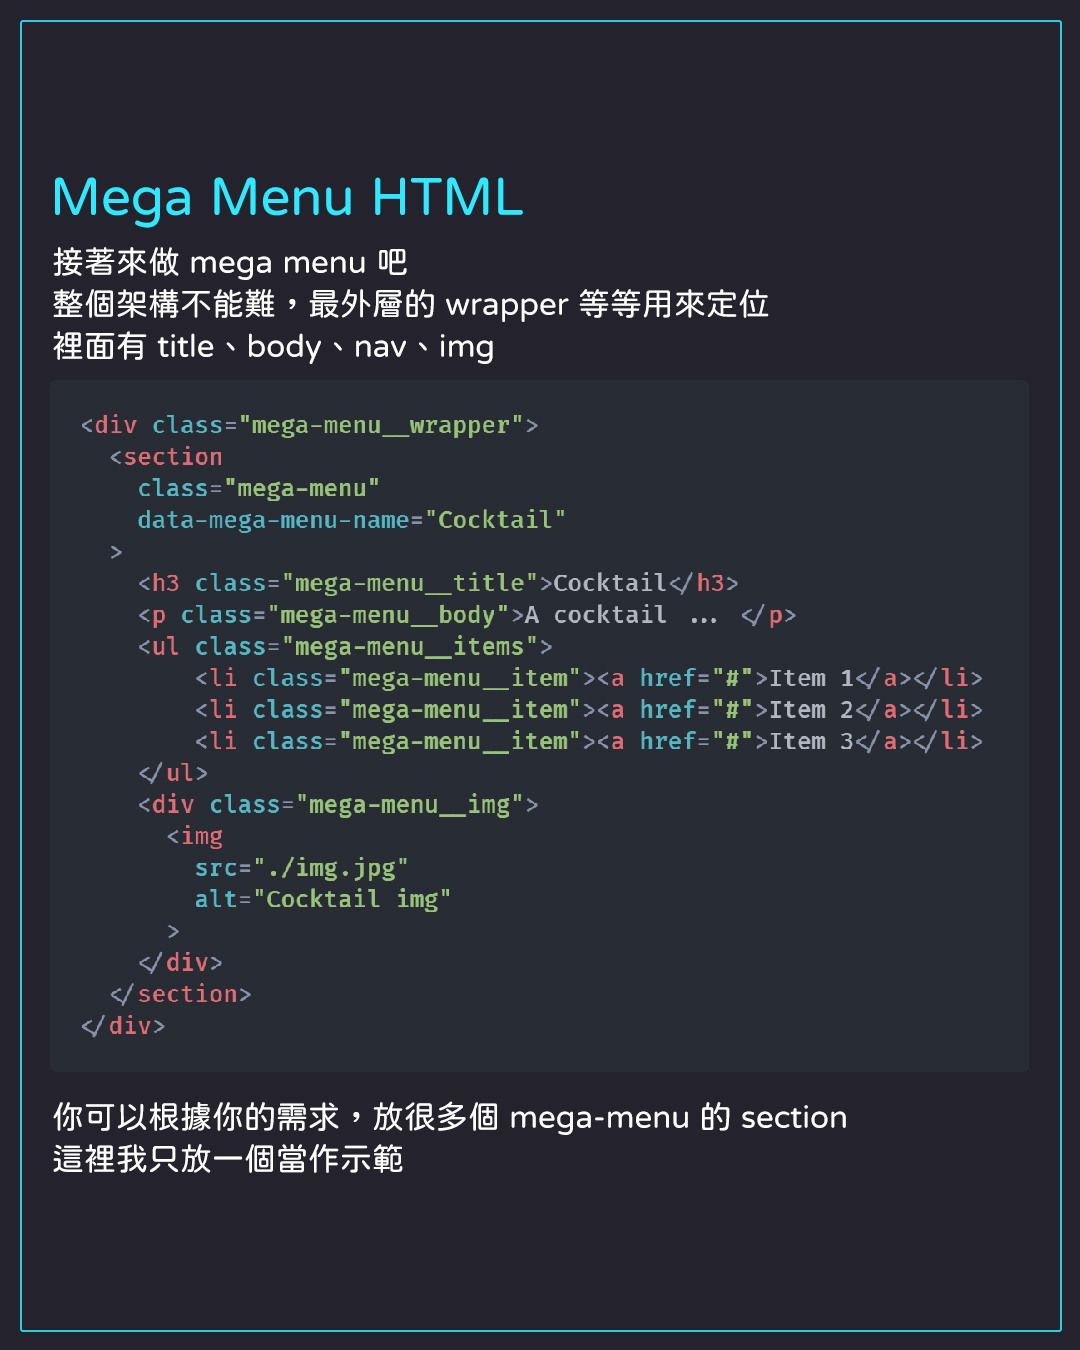 Mega Menu HTML
接著來做 mega menu 吧
整個架構不能難，最外層的 wrapper 等等用來定位
裡面有 title、body、nav、img
<div class="mega-menu__wrapper">
  <section
    class="mega-menu"
    data-mega-menu-name="Cocktail"
  >
    <h3 class="mega-menu__title">Cocktail</h3>
    <p class="mega-menu__body">A cocktail ... </p>
    <ul class="mega-menu__items">
        <li class="mega-menu__item"><a href="#">Item 1</a></li>
        <li class="mega-menu__item"><a href="#">Item 2</a></li>
        <li class="mega-menu__item"><a href="#">Item 3</a></li>
    </ul>
    <div class="mega-menu__img">
      <img
        src="./img.jpg"
        alt="Cocktail img"
      >
    </div>
  </section>
</div>
你可以根據你的需求，放很多個 mega-menu 的 section
這裡我只放一個當作示範